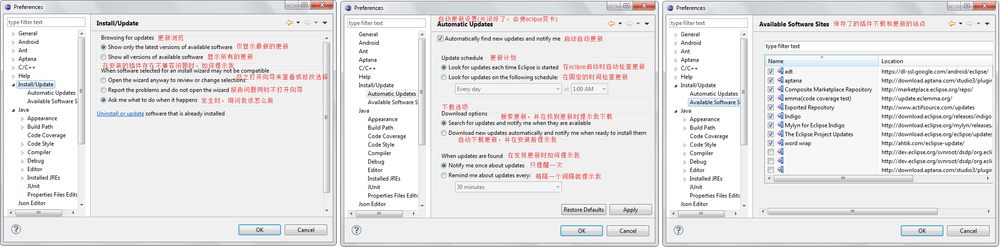 Preferences
type filter text
General
Android
Ant
Aptana
C/C++
Help
Install/Update
Automatic Updates
Available Software S
Java
Appearance
Build Path
Code Coverage
Code Style
Compiler
Debug
Editor
Installed JREs
JUnit
Properties Files Edito
Json Editor
Install/Update
Browsing for updates 更新浏览
Show only the latest versions of available software 仅显示最新的更新
Show all versions of available software 显示所有的更新
在安装的插件存在不兼容问题时，如何提示我
When software selected for an install wizard may not be compatible
总之打开向导来查看或修改选择
Open the wizard anyway to review or change selections
Report the problems and do not open the wizard 报告问题同时不打开向导
Ask me what to do when it happens 发生时，询问我该怎么做
Uninstall or update software that is already installed
OK
Cancel
Preferences
type filter text
General
Android
Ant
Aptana
C/C++
Help
Install/Update
Automatic Updates
Available Software S
Java
Appearance
Build Path
Code Coverage
Code Style
Compiler
Debug
Editor
Installed JREs
JUnit
Properties Files Edito
Json Editor
自动更新设置(关闭好了，会使eclipse变卡)
Automatic Updates
Automatically find new updates and notify me 启动自动更新
Update schedule 更新计划
Look for updates each time Eclipse is started 在eclipse启动时自动检查更新
Look for updates on the following schedule: 在固定的时间检查更新
Every day at 1:00 AM
下载选项
Download options
搜索更新，并在找到更新时提示我下载
Search for updates and notify me when they are available
Download new updates automatically and notify me when ready to install them
自动下载更新，并在安装前提示我
When updates are found 在发现更新时如何提示我
Notify me once about updates 只提醒一次
Remind me about updates every: 每隔一个间隔就提示我
30 minutes
Restore Defaults
Apply
OK
Cancel
Preferences
type filter text
General
Android
Ant
Aptana
C/C++
Help
Install/Update
Automatic Updates
Available Software S
Java
Appearance
Build Path
Code Coverage
Code Style
Compiler
Debug
Editor
Installed JREs
JUnit
Properties Files Edito
Json Editor
Available Software Sites 保存了的插件下载和更新的站点
type filter text
Name Location
adt https://dl-ssl.google.com/android/eclipse/
aptana http://download.aptana.com/studio3/plugin
Composite Marketplace Repository http://marketplace.eclipse.org/repo/
emma(code coverage test) http://update.eclemma.org/
Exported Repository http://www.actifsource.com/updates
Indigo http://download.eclipse.org/releases/indigo
Mylyn for Eclipse Indigo http://download.eclipse.org/mylyn/releases/
The Eclipse Project Updates http://download.eclipse.org/eclipse/updates
word wrap http://ahtik.com/eclipse-update/
http://dev.eclipse.org/svnroot/dsdp/org.ecli
http://dev.eclipse.org/svnroot/dsdp/org.ecli
http://download.aptana.com/studio3/plugin
OK
Cancel